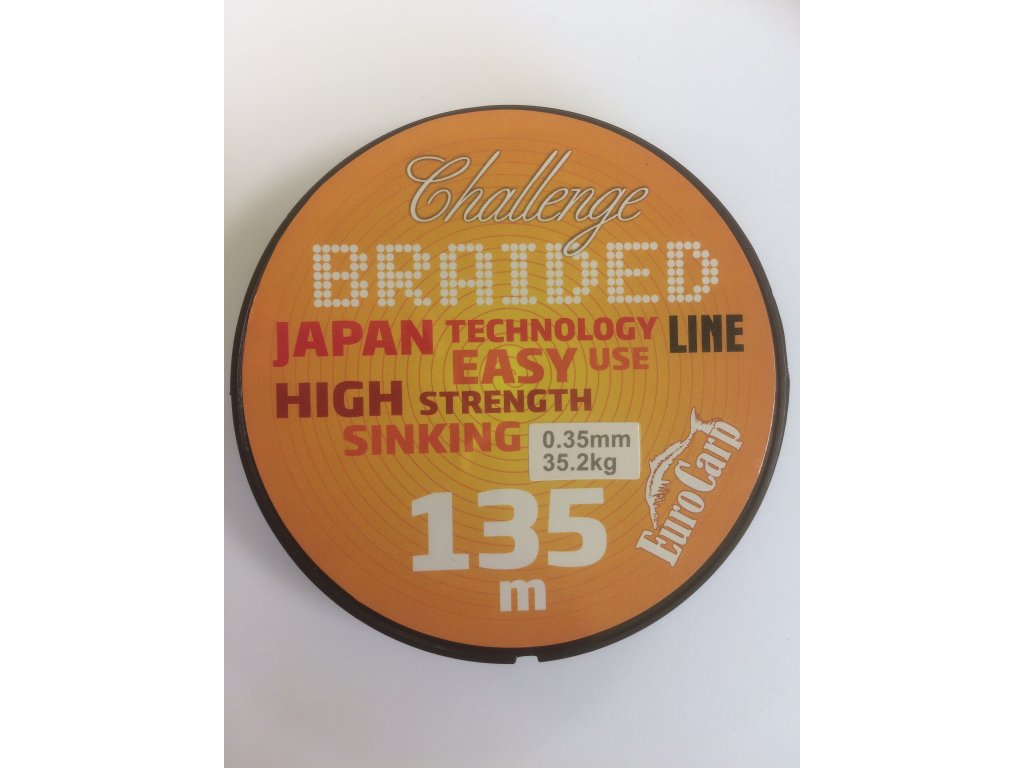 Challenge
BRAIDED
JAPAN TECHNOLOGY LINE
EASY USE
HIGH STRENGTH
SINKING
0.35mm
35.2kg
135
m
Euro Carp